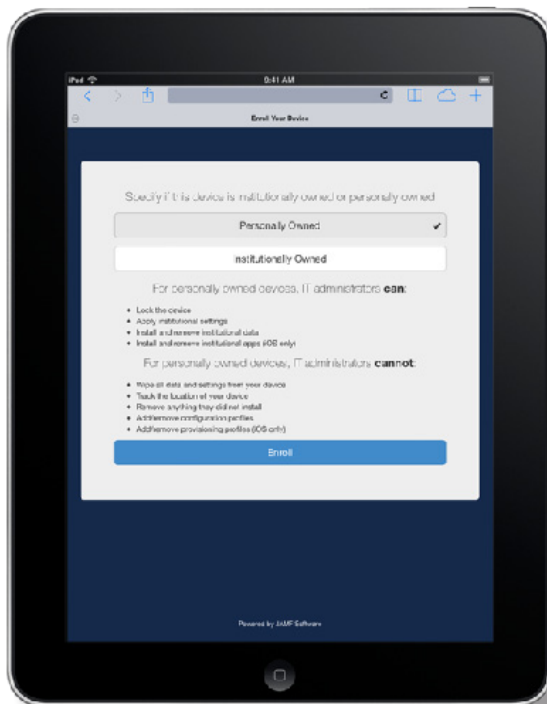 iPad
9:41 AM
Enroll Your Device
Specify if this device is institutionally owned or personally owned
Personally Owned
Institutionally Owned
For personally owned devices, IT administrators can:
• Lock the device
• Apply institutional settings
• Install and remove institutional data
• Install and remove institutional apps (iOS only)
For personally owned devices, IT administrators cannot:
• Wipe all data and settings from your device
• Track the location of your device
• Remove anything they did not install
• Add/remove configuration profiles
• Add/remove provisioning profiles (iOS only)
Enroll
Powered by JAMF Software